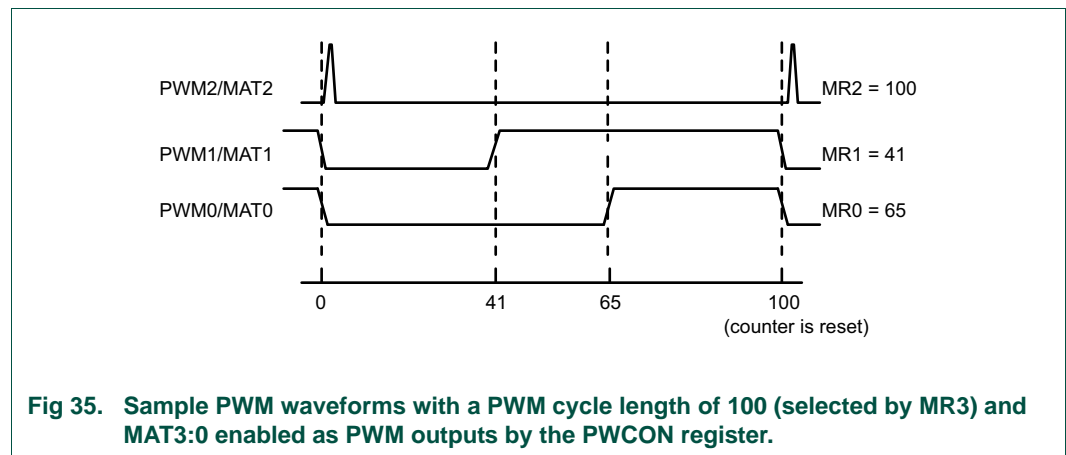 PWM2/MAT2 MR2 = 100
PWM1/MAT1 MR1 = 41
PWM0/MAT0 MR0 = 65
0 41 65 100
(counter is reset)
Fig 35. Sample PWM waveforms with a PWM cycle length of 100 (selected by MR3) and
MAT3:0 enabled as PWM outputs by the PWCON register.